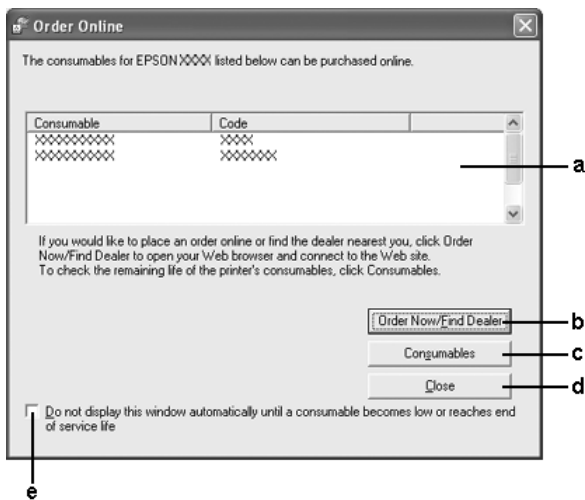 Order Online
The consumables for EPSON XXXX listed below can be purchased online.
Consumable Code
XXXXXXXXXX XXXX
XXXXXXXXXX XXXXXXX
a
If you would like to place an order online or find the dealer nearest you, click Order
Now/Find Dealer to open your Web browser and connect to the Web site.
To check the remaining life of the printer's consumables, click Consumables.
Order Now/Find Dealer b
Consumables c
Close d
Do not display this window automatically until a consumable becomes low or reaches end
of service life
e